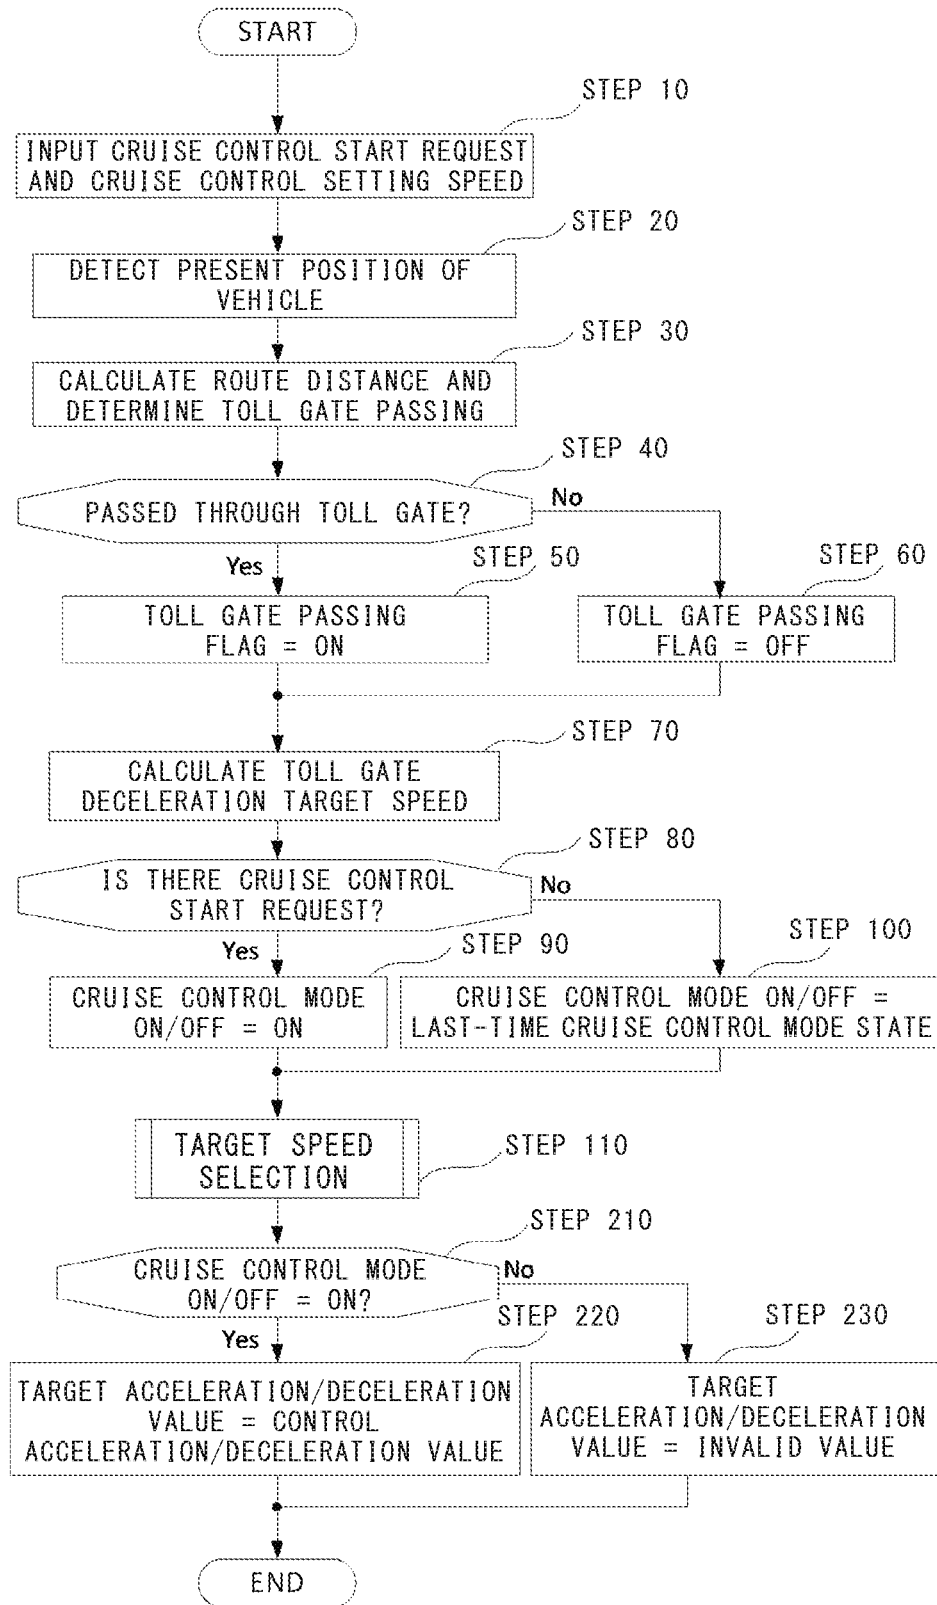 START
STEP 10
INPUT CRUISE CONTROL START REQUEST
AND CRUISE CONTROL SETTING SPEED
STEP 20
DETECT PRESENT POSITION OF
VEHICLE
STEP 30
CALCULATE ROUTE DISTANCE AND
DETERMINE TOLL GATE PASSING
STEP 40
PASSED THROUGH TOLL GATE?
No
Yes
STEP 50
STEP 60
TOLL GATE PASSING
FLAG = ON
TOLL GATE PASSING
FLAG = OFF
STEP 70
CALCULATE TOLL GATE
DECELERATION TARGET SPEED
STEP 80
IS THERE CRUISE CONTROL
START REQUEST?
No
Yes
STEP 90
STEP 100
CRUISE CONTROL MODE
ON/OFF = ON
CRUISE CONTROL MODE ON/OFF =
LAST-TIME CRUISE CONTROL MODE STATE
TARGET SPEED
SELECTION
STEP 110
STEP 210
CRUISE CONTROL MODE
ON/OFF = ON?
No
Yes
STEP 220
STEP 230
TARGET ACCELERATION/DECELERATION
VALUE = CONTROL
ACCELERATION/DECELERATION VALUE
TARGET
ACCELERATION/DECELERATION
VALUE = INVALID VALUE
END